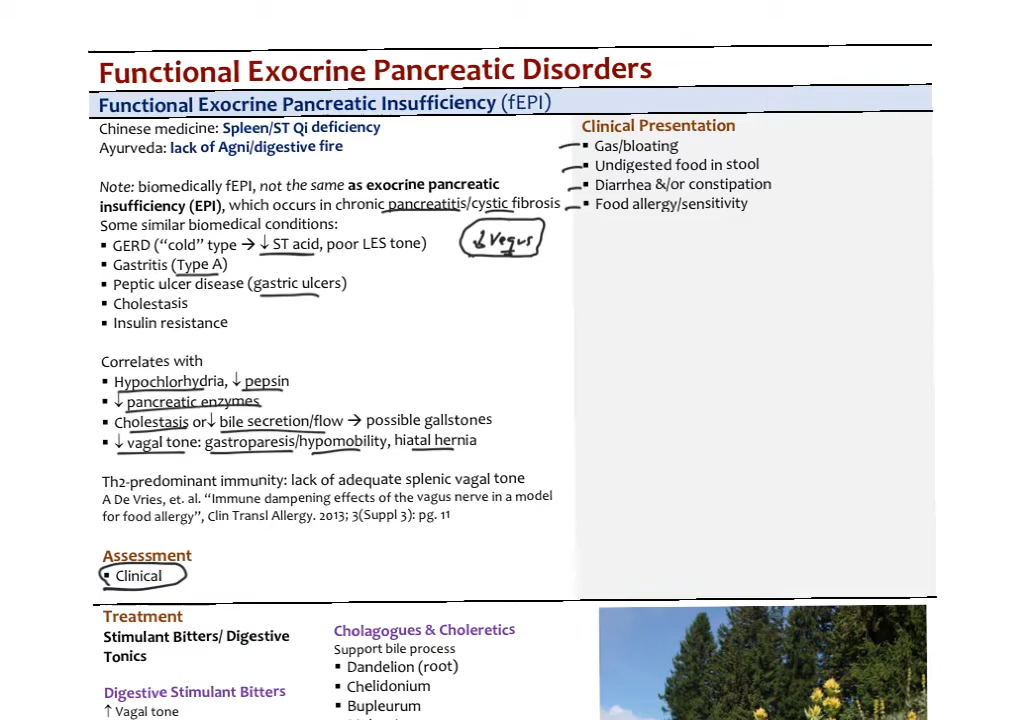 Functional Exocrine Pancreatic Disorders
Functional Exocrine Pancreatic Insufficiency (fEPI)
Chinese medicine: Spleen/ST Qi deficiency
Ayurveda: lack of Agni/digestive fire
Note: biomedically fEPI, not the same as exocrine pancreatic
insufficiency (EPI), which occurs in chronic pancreatitis/cystic fibrosis
Some similar biomedical conditions:
▪ GERD ("cold" type → ↓ ST acid, poor LES tone)
↓ Vegus
▪ Gastritis (Type A)
▪ Peptic ulcer disease (gastric ulcers)
▪ Cholestasis
▪ Insulin resistance
Correlates with
▪ Hypochlorhydria, ↓ pepsin
▪ ↓ pancreatic enzymes
▪ Cholestasis or↓ bile secretion/flow → possible gallstones
▪ ↓ vagal tone: gastroparesis/hypomobility, hiatal hernia
Th2-predominant immunity: lack of adequate splenic vagal tone
A De Vries, et. al. "Immune dampening effects of the vagus nerve in a model
for food allergy", Clin Transl Allergy. 2013; 3(Suppl 3): pg. 11
Assessment
▪ Clinical
Clinical Presentation
▪ Gas/bloating
▪ Undigested food in stool
▪ Diarrhea &/or constipation
▪ Food allergy/sensitivity
Treatment
Stimulant Bitters/ Digestive
Tonics
Digestive Stimulant Bitters
↑ Vagal tone
Cholagogues & Choleretics
Support bile process
▪ Dandelion (root)
▪ Chelidonium
▪ Bupleurum